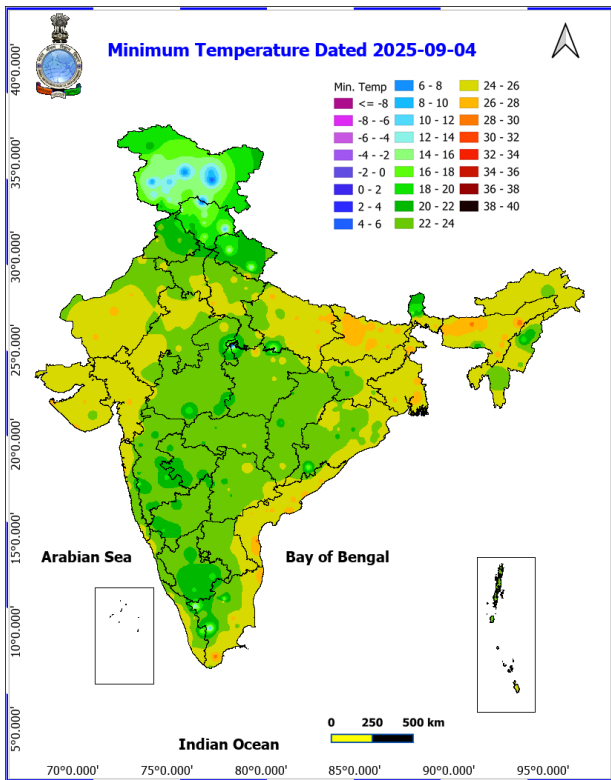 Minimum Temperature Dated 2025-09-04
Min. Temp
<= -8
-8 - -6
-6 - -4
-4 - -2
-2 - 0
0 - 2
2 - 4
4 - 6
6 - 8
8 - 10
10 - 12
12 - 14
14 - 16
16 - 18
18 - 20
20 - 22
22 - 24
24 - 26
26 - 28
28 - 30
30 - 32
32 - 34
34 - 36
36 - 38
38 - 40
40°0.000'
35°0.000'
30°0.000'
25°0.000'
20°0.000'
15°0.000'
10°0.000'
5°0.000'
Arabian Sea
Bay of Bengal
0 250 500 km
Indian Ocean
70°0.000' 75°0.000' 80°0.000' 85°0.000' 90°0.000' 95°0.000'